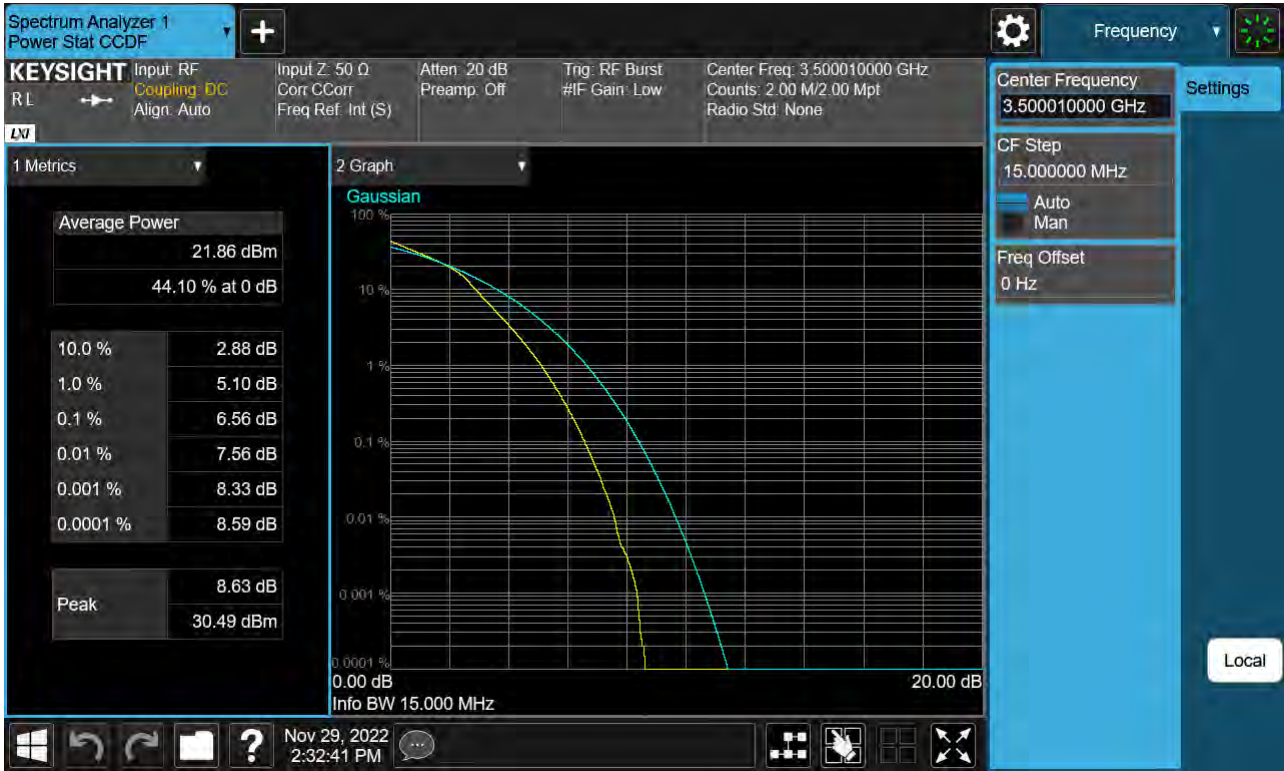 Spectrum Analyzer 1
Power Stat CCDF
Frequency
KEYSIGHT
R L
LXI
Input: RF
Coupling: DC
Align: Auto
Input Z: 50 Ω
Corr CCorr
Freq Ref: Int (S)
Atten: 20 dB
Preamp: Off
Trig: RF Burst
#IF Gain: Low
Center Freq: 3.500010000 GHz
Counts: 2.00 M/2.00 Mpt
Radio Std: None
Center Frequency
3.500010000 GHz
Settings
CF Step
15.000000 MHz
Auto
Man
Freq Offset
0 Hz
1 Metrics
Average Power
21.86 dBm
44.10 % at 0 dB
10.0 % 2.88 dB
1.0 % 5.10 dB
0.1 % 6.56 dB
0.01 % 7.56 dB
0.001 % 8.33 dB
0.0001 % 8.59 dB
Peak 8.63 dB
30.49 dBm
2 Graph
Gaussian
100 %
10 %
1 %
0.1 %
0.01 %
0.001 %
0.0001 %
0.00 dB 20.00 dB
Info BW 15.000 MHz
Local
?
Nov 29, 2022
2:32:41 PM